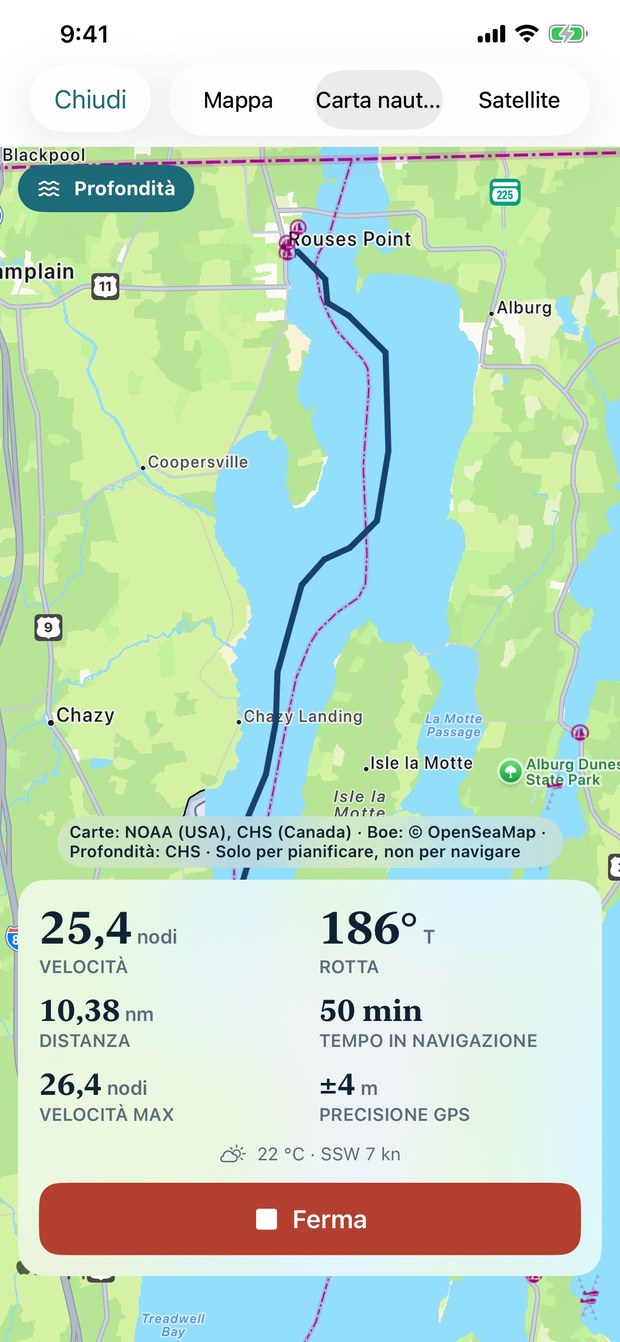 9:41
Chiudi
Mappa
Carta naut...
Satellite
Blackpool
Profondità
225
Rouses Point
amplain
11
Alburg
Coopersville
9
Chazy
Chazy Landing
La Motte
Passage
Isle la Motte
Alburg Dunes
State Park
Isle la
Motte
Carte: NOAA (USA), CHS (Canada) · Boe: © OpenSeaMap ·
Profondità: CHS · Solo per pianificare, non per navigare
25,4 nodi
VELOCITÀ
186° T
ROTTA
10,38 nm
DISTANZA
50 min
TEMPO IN NAVIGAZIONE
26,4 nodi
VELOCITÀ MAX
±4 m
PRECISIONE GPS
22 °C · SSW 7 kn
Ferma
Treadwell
Bay